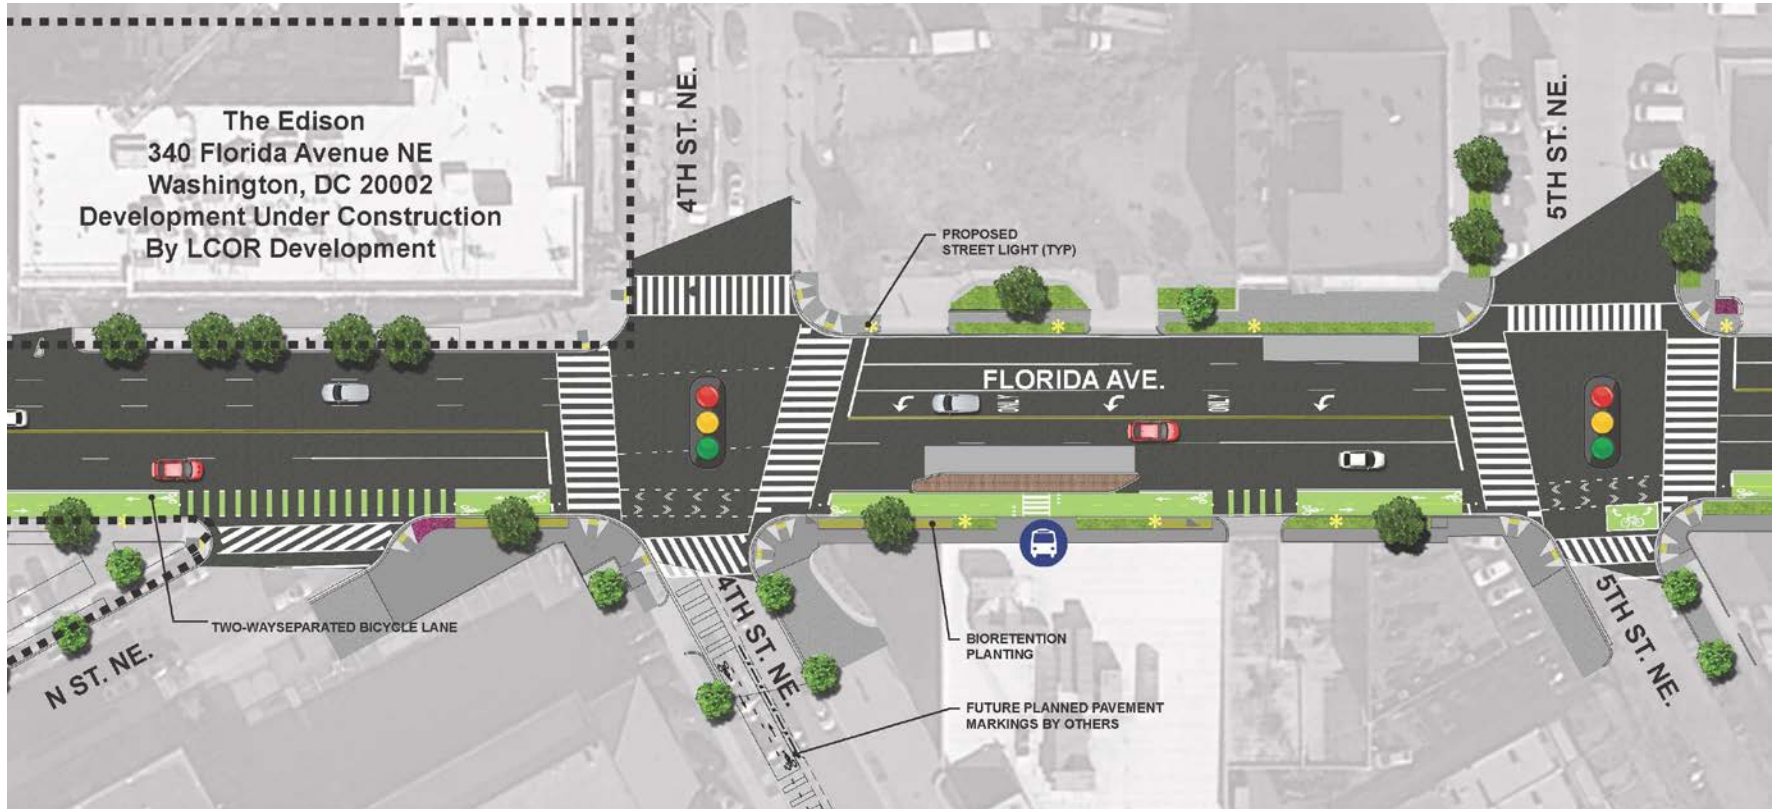 The Edison
340 Florida Avenue NE
Washington, DC 20002
Development Under Construction
By LCOR Development
4TH ST. NE.
5TH ST. NE.
PROPOSED
STREET LIGHT (TYP)
FLORIDA AVE.
ONLY
ONLY
TWO-WAYSEPARATED BICYCLE LANE
N ST. NE.
4TH ST. NE.
BIORETENTION
PLANTING
FUTURE PLANNED PAVEMENT
MARKINGS BY OTHERS
5TH ST. NE.